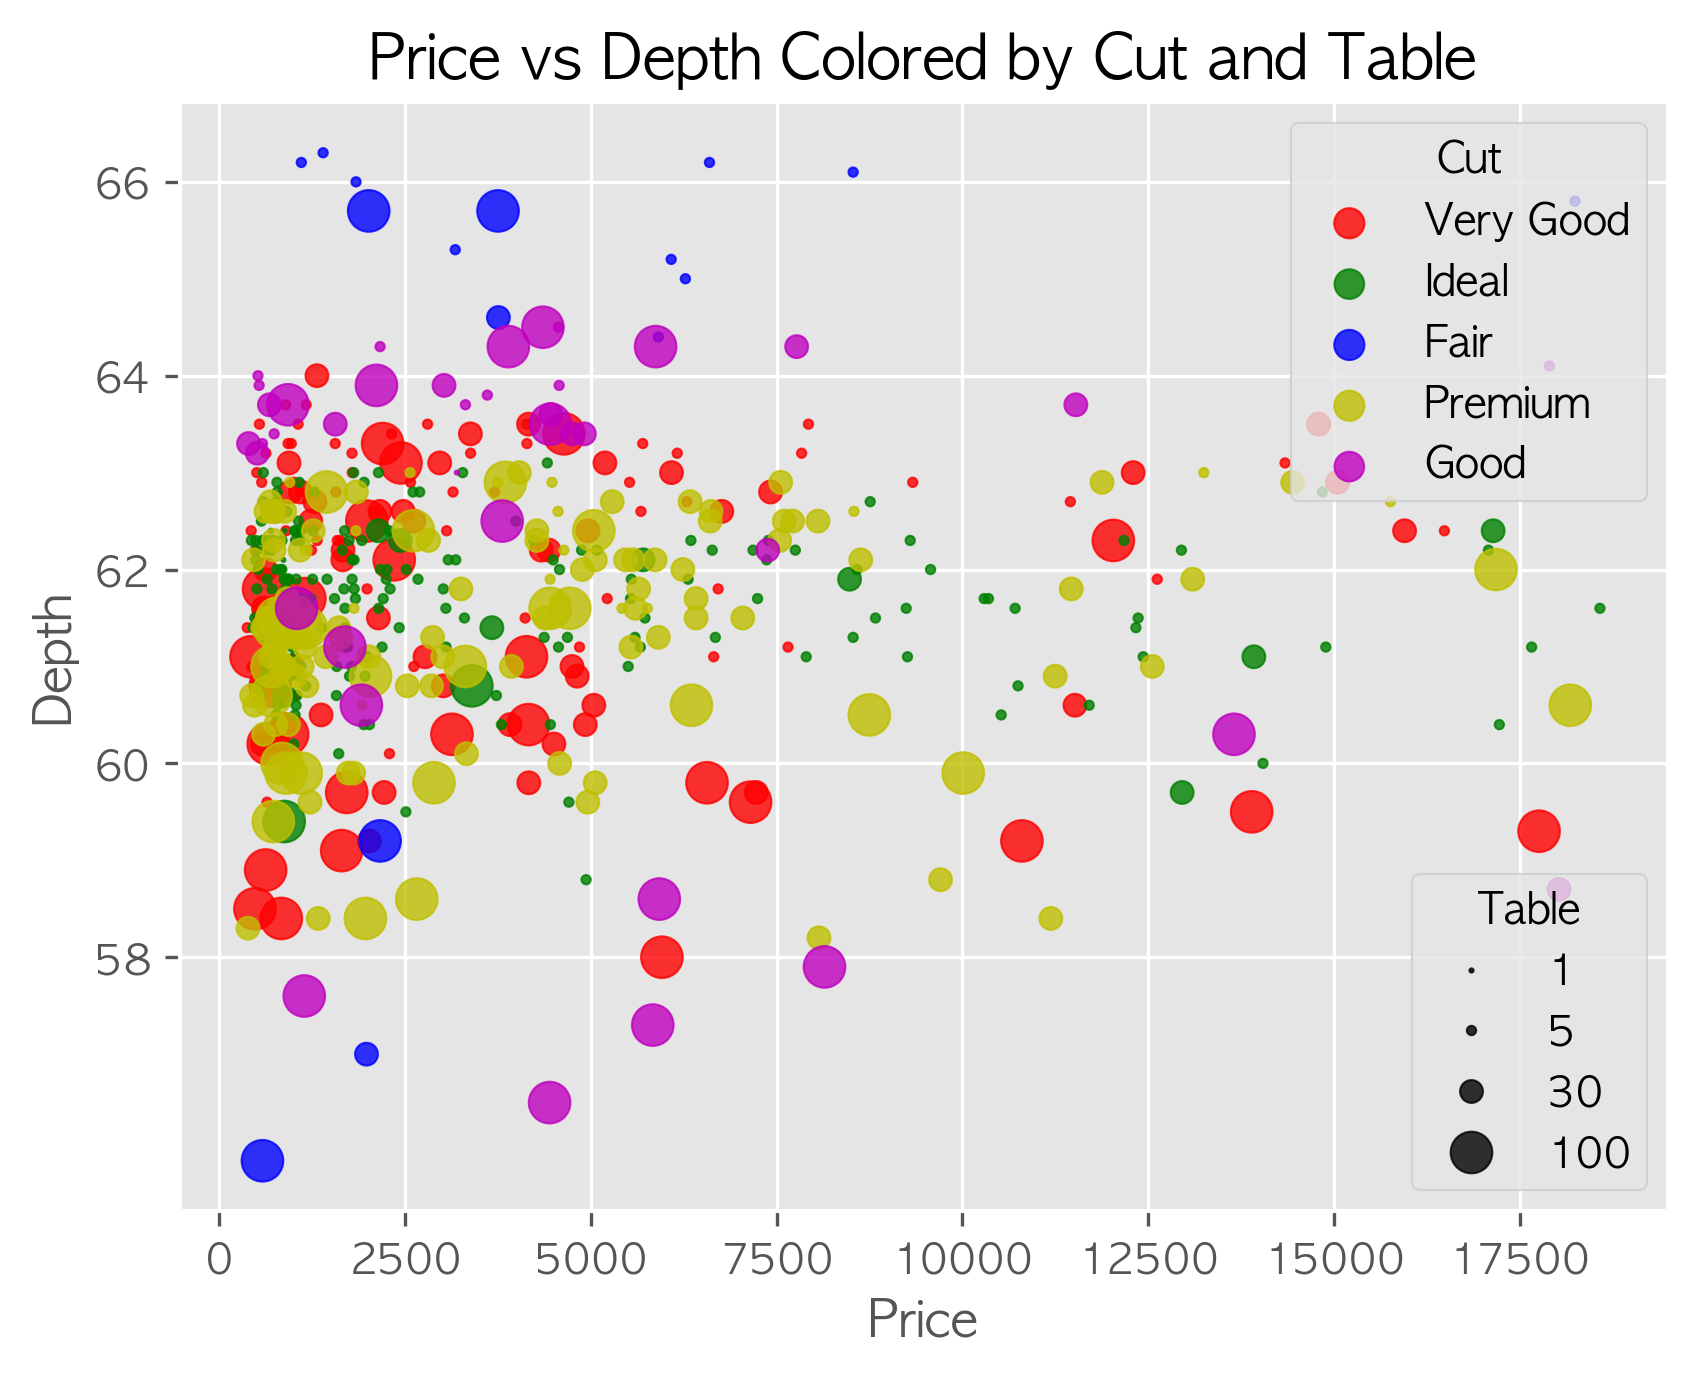 Price vs Depth Colored by Cut and Table
Cut
Very Good
Ideal
Fair
Premium
Good
66
64
62
60
58
Depth
Table
1
5
30
100
0 2500 5000 7500 10000 12500 15000 17500
Price